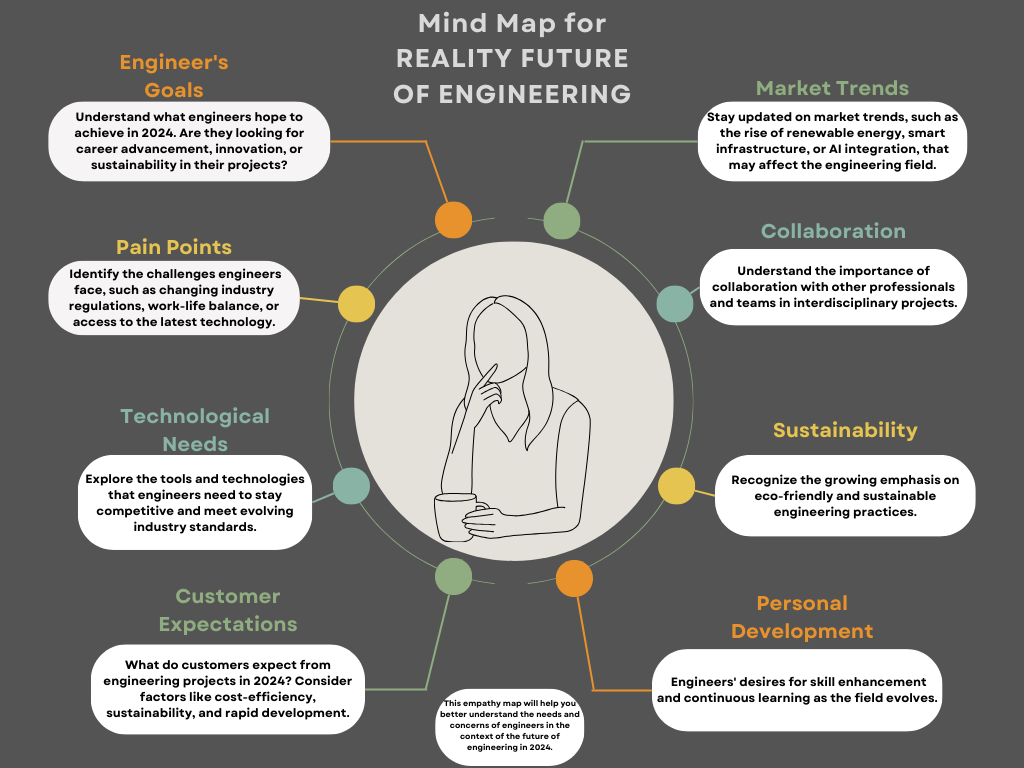 Mind Map for
REALITY FUTURE
OF ENGINEERING
Engineer's
Goals
Understand what engineers hope to
achieve in 2024. Are they looking for
career advancement, innovation, or
sustainability in their projects?
Pain Points
Identify the challenges engineers
face, such as changing industry
regulations, work-life balance, or
access to the latest technology.
Technological
Needs
Explore the tools and technologies
that engineers need to stay
competitive and meet evolving
industry standards.
Customer
Expectations
What do customers expect from
engineering projects in 2024? Consider
factors like cost-efficiency,
sustainability, and rapid development.
Market Trends
Stay updated on market trends, such as
the rise of renewable energy, smart
infrastructure, or AI integration, that
may affect the engineering field.
Collaboration
Understand the importance of
collaboration with other professionals
and teams in interdisciplinary projects.
Sustainability
Recognize the growing emphasis on
eco-friendly and sustainable
engineering practices.
Personal
Development
Engineers' desires for skill enhancement
and continuous learning as the field evolves.
This empathy map will help you
better understand the needs and
concerns of engineers in the
context of the future of
engineering in 2024.